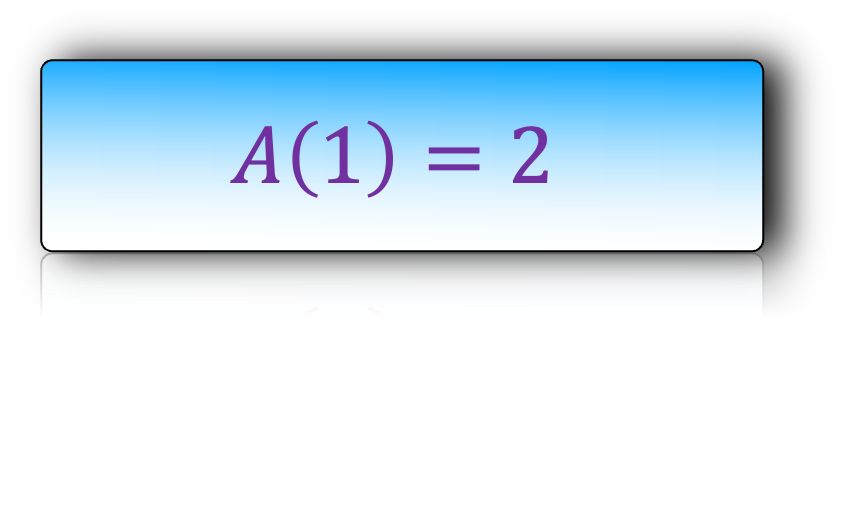 A(1) = 2